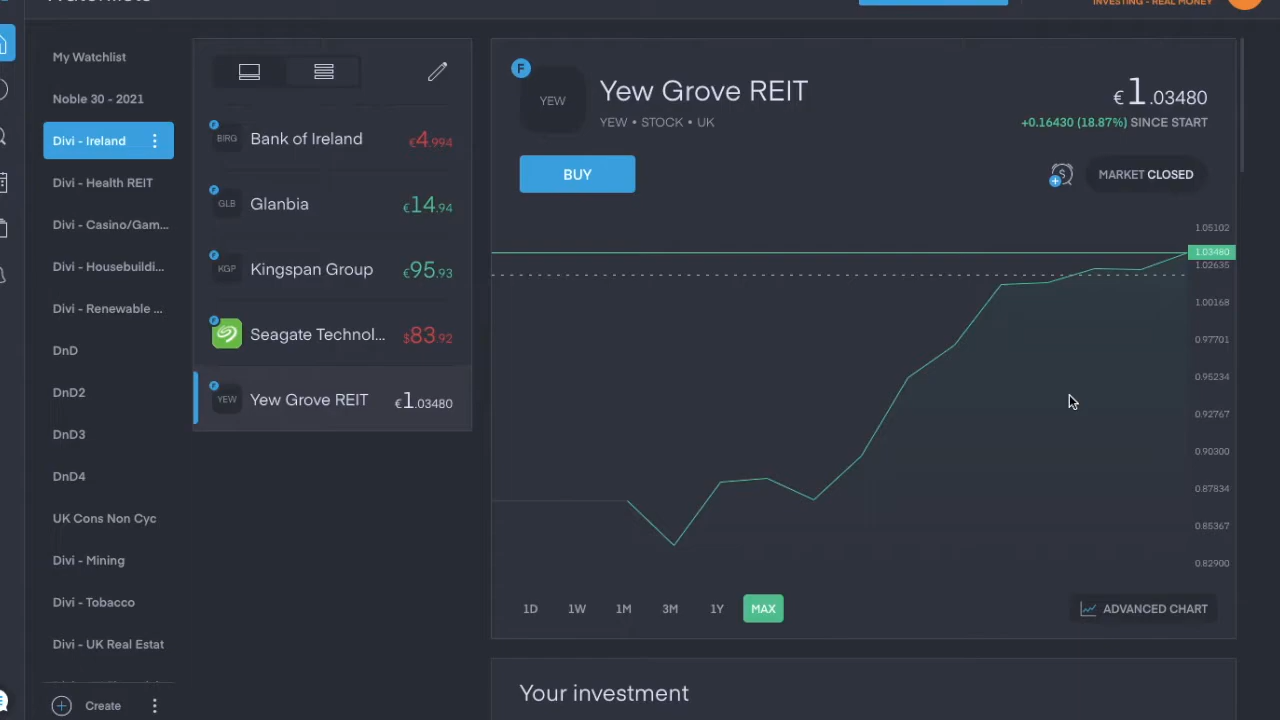 Watchlists
INVESTING - REAL MONEY
My Watchlist
Noble 30 - 2021
Divi - Ireland
Divi - Health REIT
Divi - Casino/Gam...
Divi - Housebuildi...
Divi - Renewable ...
DnD
DnD2
DnD3
DnD4
UK Cons Non Cyc
Divi - Mining
Divi - Tobacco
Divi - UK Real Estat
Create
F
BIRG
Bank of Ireland
€4.994
F
GLB
Glanbia
€14.94
F
KGP
Kingspan Group
€95.93
F
Seagate Technol...
$83.92
F
YEW
Yew Grove REIT
€1.03480
F
YEW
Yew Grove REIT
YEW • STOCK • UK
€1.03480
+0.16430 (18.87%) SINCE START
BUY
MARKET CLOSED
1.05102
1.03480
1.02635
1.00168
0.97701
0.95234
0.92767
0.90300
0.87834
0.85367
0.82900
1D
1W
1M
3M
1Y
MAX
ADVANCED CHART
Your investment